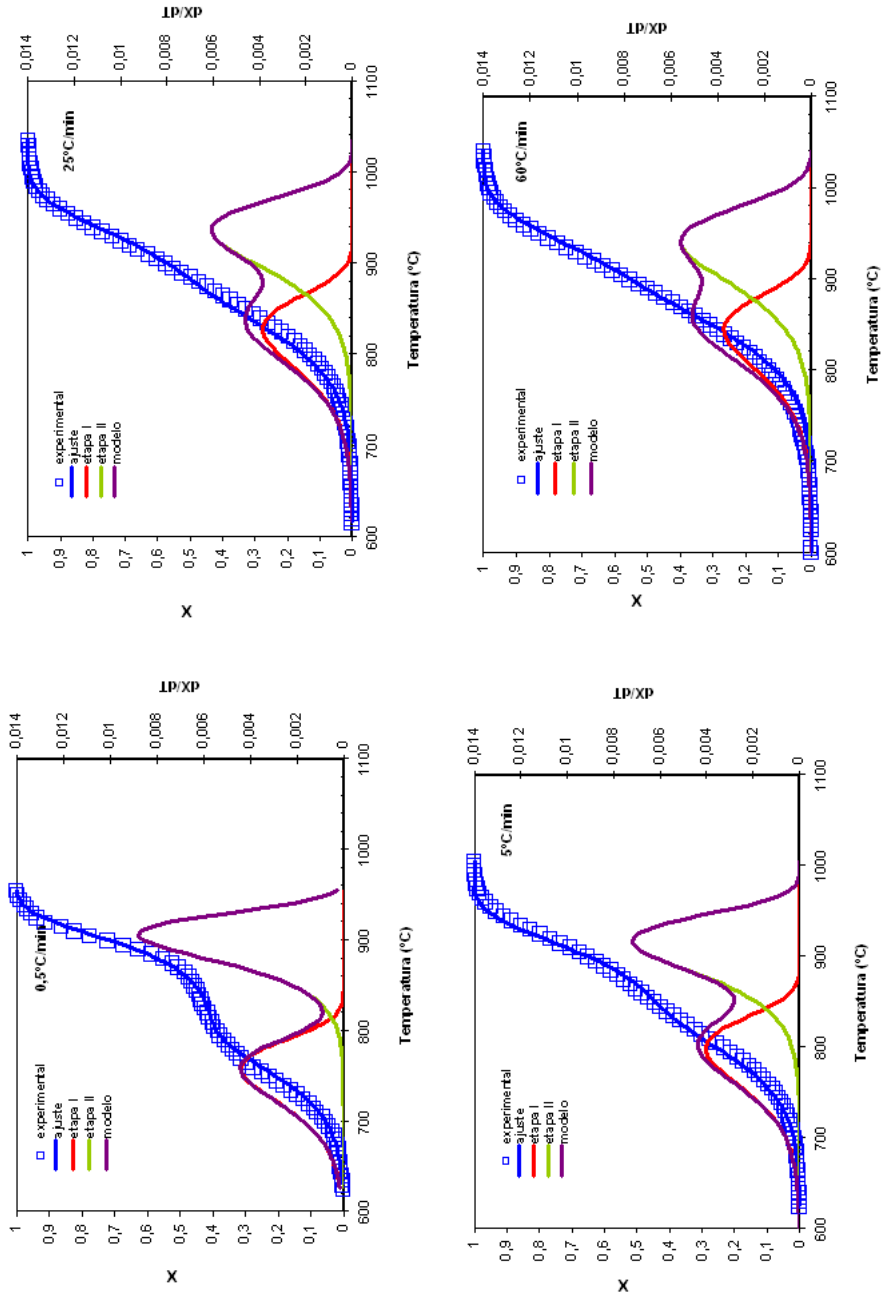 0,5°C/min
experimental
ajuste
etapa I
etapa II
modelo
X
1
0,9
0,8
0,7
0,6
0,5
0,4
0,3
0,2
0,1
0
600 700 800 900 1000 1100
Temperatura (°C)
0,014
0,012
0,01
0,008
0,006
0,004
0,002
0
dX/dT
25°C/min
experimental
ajuste
etapa I
etapa II
modelo
X
1
0,9
0,8
0,7
0,6
0,5
0,4
0,3
0,2
0,1
0
600 700 800 900 1000 1100
Temperatura (°C)
0,014
0,012
0,01
0,008
0,006
0,004
0,002
0
dX/dT
5°C/min
experimental
ajuste
etapa I
etapa II
modelo
X
1
0,9
0,8
0,7
0,6
0,5
0,4
0,3
0,2
0,1
0
600 700 800 900 1000 1100
Temperatura (°C)
0,014
0,012
0,01
0,008
0,006
0,004
0,002
0
dX/dT
60°C/min
experimental
ajuste
etapa I
etapa II
modelo
X
1
0,9
0,8
0,7
0,6
0,5
0,4
0,3
0,2
0,1
0
600 700 800 900 1000 1100
Temperatura (°C)
0,014
0,012
0,01
0,008
0,006
0,004
0,002
0
dX/dT